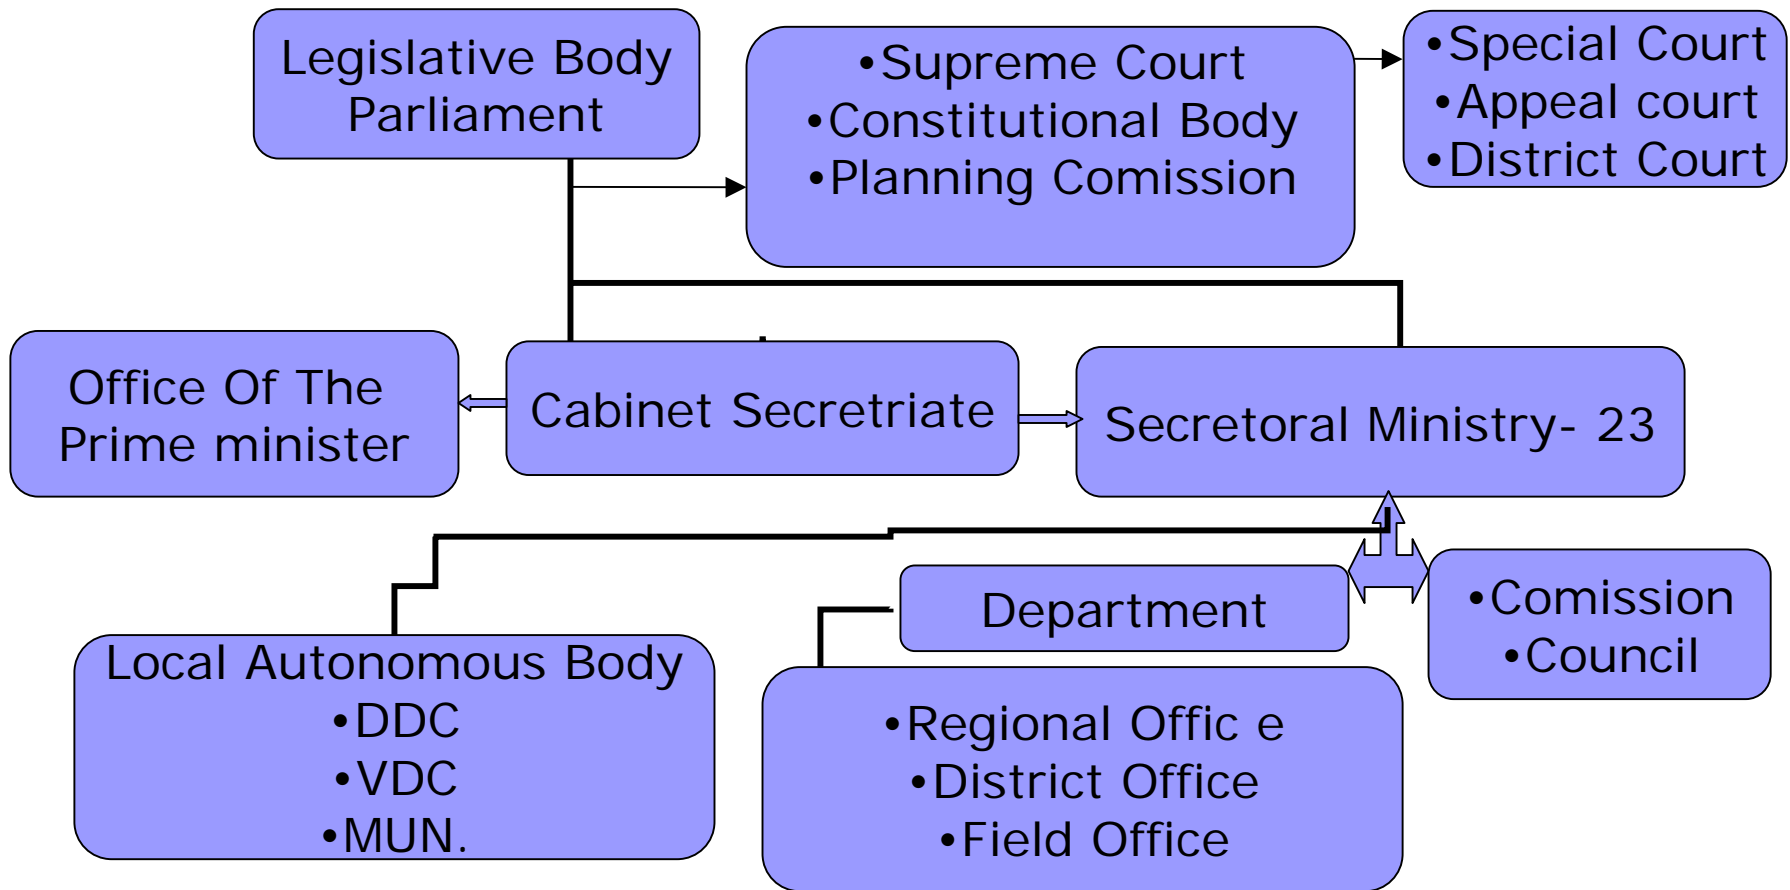 Legislative Body
Parliament
•Supreme Court
•Constitutional Body
•Planning Comission
•Special Court
•Appeal court
•District Court
Office Of The
Prime minister
Cabinet Secretriate
Secretoral Ministry- 23
Local Autonomous Body
•DDC
•VDC
•MUN.
Department
•Regional Offic e
•District Office
•Field Office
•Comission
•Council